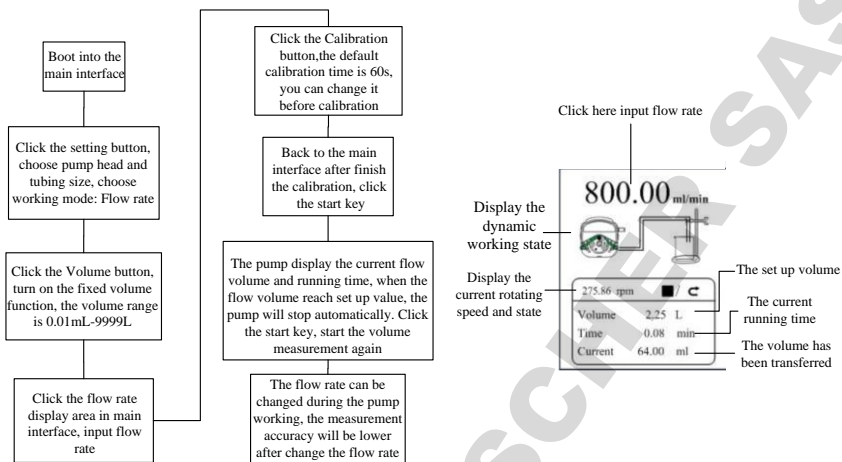 Boot into the
main interface
Click the setting button,
choose pump head and
tubing size, choose
working mode: Flow rate
Click the Volume button,
turn on the fixed volume
function, the volume range
is 0.01mL-9999L
Click the flow rate
display area in main
interface, input flow
rate
Click the Calibration
button,the default
calibration time is 60s,
you can change it
before calibration
Back to the main
interface after finish
the calibration, click
the start key
The pump display the current flow
volume and running time, when the
flow volume reach set up value, the
pump will stop automatically. Click
the start key, start the volume
measurement again
The flow rate can be
changed during the pump
working, the measurement
accuracy will be lower
after change the flow rate
Click here input flow rate
800.00 ml/min
Display the
dynamic
working state
Display the
current rotating
speed and state
275.86 rpm /
Volume 2.25 L
Time 0.08 min
Current 64.00 ml
The set up volume
The current
running time
The volume has
been transferred
SCHER SAS